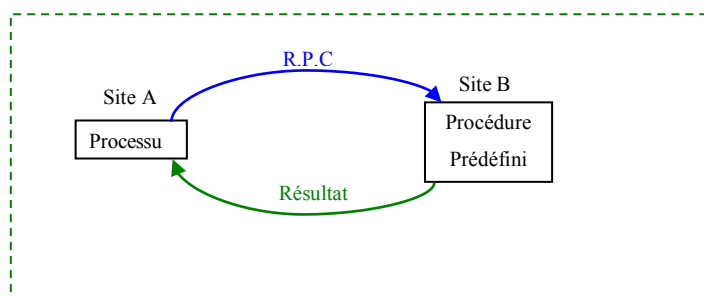 R.P.C
Site A
Site B
Processu
Procédure
Prédéfini
Résultat